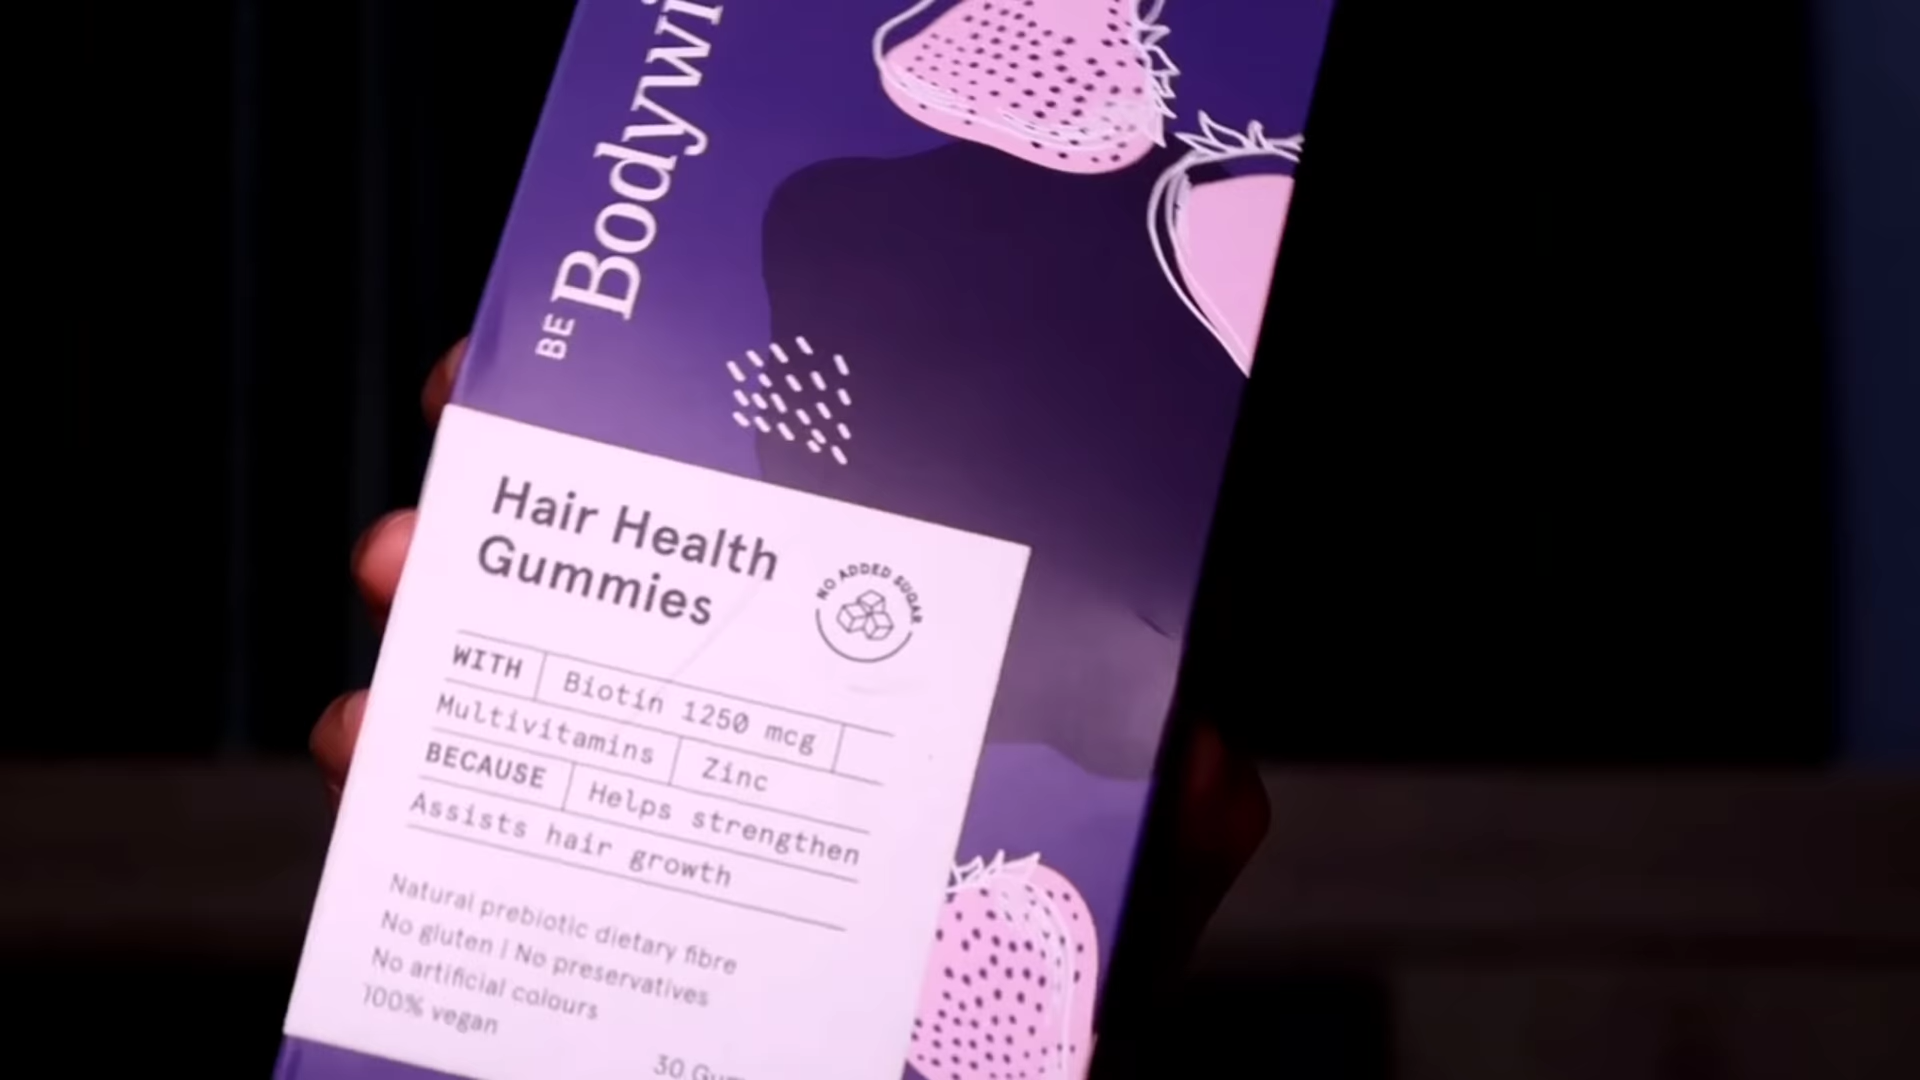 BE Bodywi
Hair Health
Gummies
NO ADDED SUGAR
WITH Biotin 1250 mcg
Multivitamins Zinc
BECAUSE Helps strengthen
Assists hair growth
Natural prebiotic dietary fibre
No gluten | No preservatives
No artificial colours
100% vegan
30